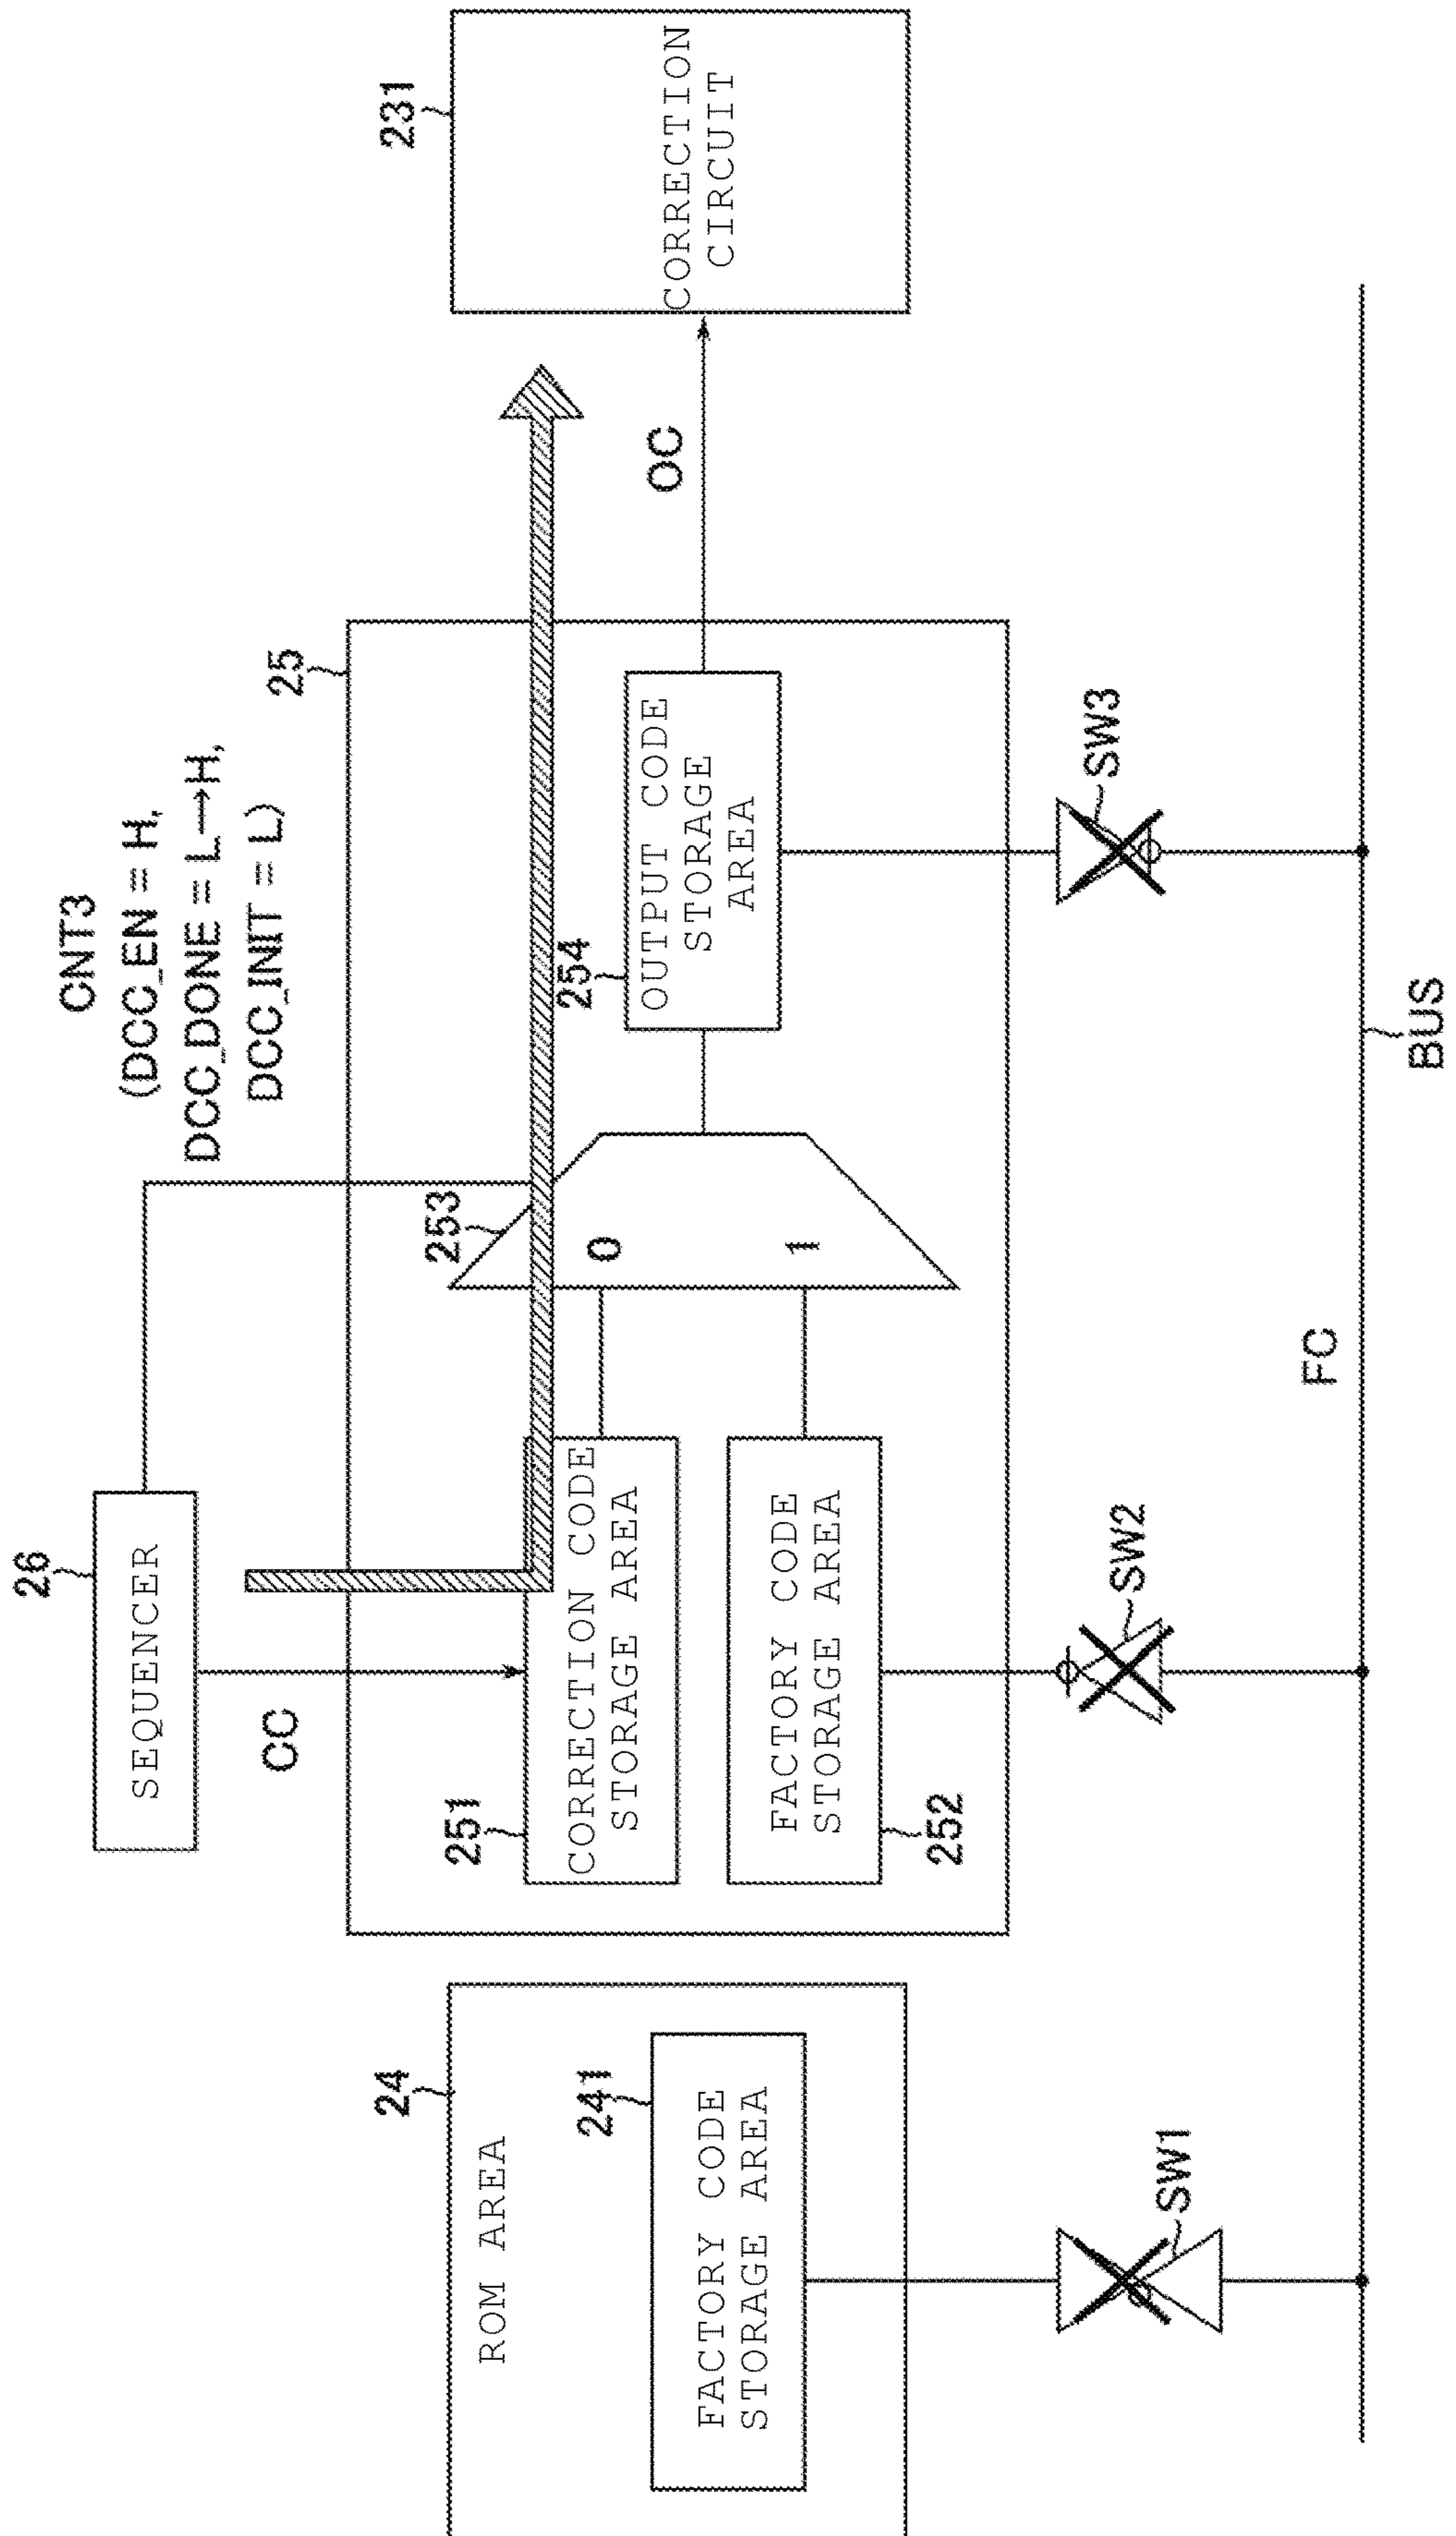 CNT3
(DCC_EN = H,
DCC_DONE = L→H,
DCC_INIT = L)
26
SEQUENCER
CC
25
24
ROM AREA
241
FACTORY CODE
STORAGE AREA
251
CORRECTION CODE
STORAGE AREA
252
FACTORY CODE
STORAGE AREA
253
0
1
254
OUTPUT CODE
STORAGE
AREA
OC
231
CORRECTION
CIRCUIT
SW1
SW2
SW3
FC
BUS